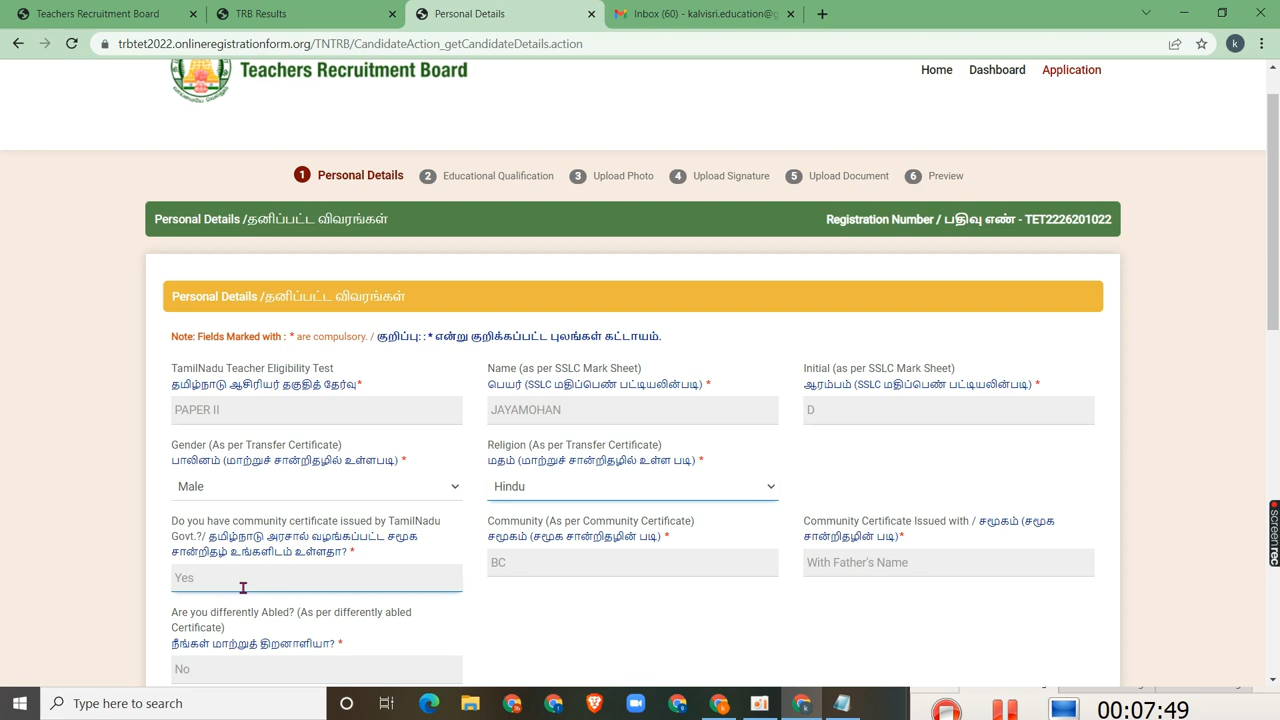 Teachers Recruitment Board
TRB Results
Personal Details
Inbox (60) - kalvisri.education@g
trbtet2022.onlineregistrationform.org/TNTRB/CandidateAction_getCandidateDetails.action
k
Teachers Recruitment Board
Home
Dashboard
Application
1 Personal Details
2 Educational Qualification
3 Upload Photo
4 Upload Signature
5 Upload Document
6 Preview
Personal Details /தனிப்பட்ட விவரங்கள்
Registration Number / பதிவு எண் - TET2226201022
Personal Details /தனிப்பட்ட விவரங்கள்
Note: Fields Marked with : * are compulsory. / குறிப்பு: : * என்று குறிக்கப்பட்ட புலங்கள் கட்டாயம்.
TamilNadu Teacher Eligibility Test
தமிழ்நாடு ஆசிரியர் தகுதித் தேர்வு*
PAPER II
Name (as per SSLC Mark Sheet)
பெயர் (SSLC மதிப்பெண் பட்டியலின்படி) *
JAYAMOHAN
Initial (as per SSLC Mark Sheet)
ஆரம்பம் (SSLC மதிப்பெண் பட்டியலின்படி) *
D
Gender (As per Transfer Certificate)
பாலினம் (மாற்றுச் சான்றிதழில் உள்ளபடி) *
Male
Religion (As per Transfer Certificate)
மதம் (மாற்றுச் சான்றிதழில் உள்ள படி) *
Hindu
Do you have community certificate issued by TamilNadu
Govt.?/ தமிழ்நாடு அரசால் வழங்கப்பட்ட சமூக
சான்றிதழ் உங்களிடம் உள்ளதா? *
Yes
Community (As per Community Certificate)
சமூகம் (சமூக சான்றிதழின் படி) *
BC
Community Certificate Issued with / சமூகம் (சமூக
சான்றிதழின் படி)*
With Father's Name
Are you differently Abled? (As per differently abled
Certificate)
நீங்கள் மாற்றுத் திறனாளியா? *
No
screenrec
Type here to search
00:07:49